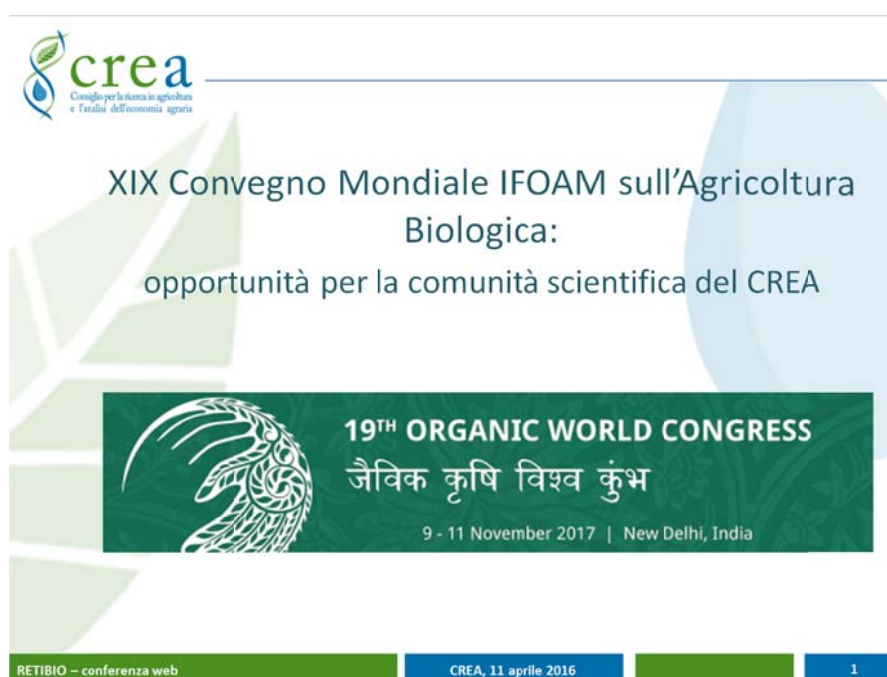 crea
Consiglio per la ricerca in agricoltura
e l'analisi dell'economia agraria
XIX Convegno Mondiale IFOAM sull'Agricoltura
Biologica:
opportunità per la comunità scientifica del CREA
19TH ORGANIC WORLD CONGRESS
जैविक कृषि विश्व कुंभ
9 - 11 November 2017 | New Delhi, India
RETIBIO – conferenza web
CREA, 11 aprile 2016
1